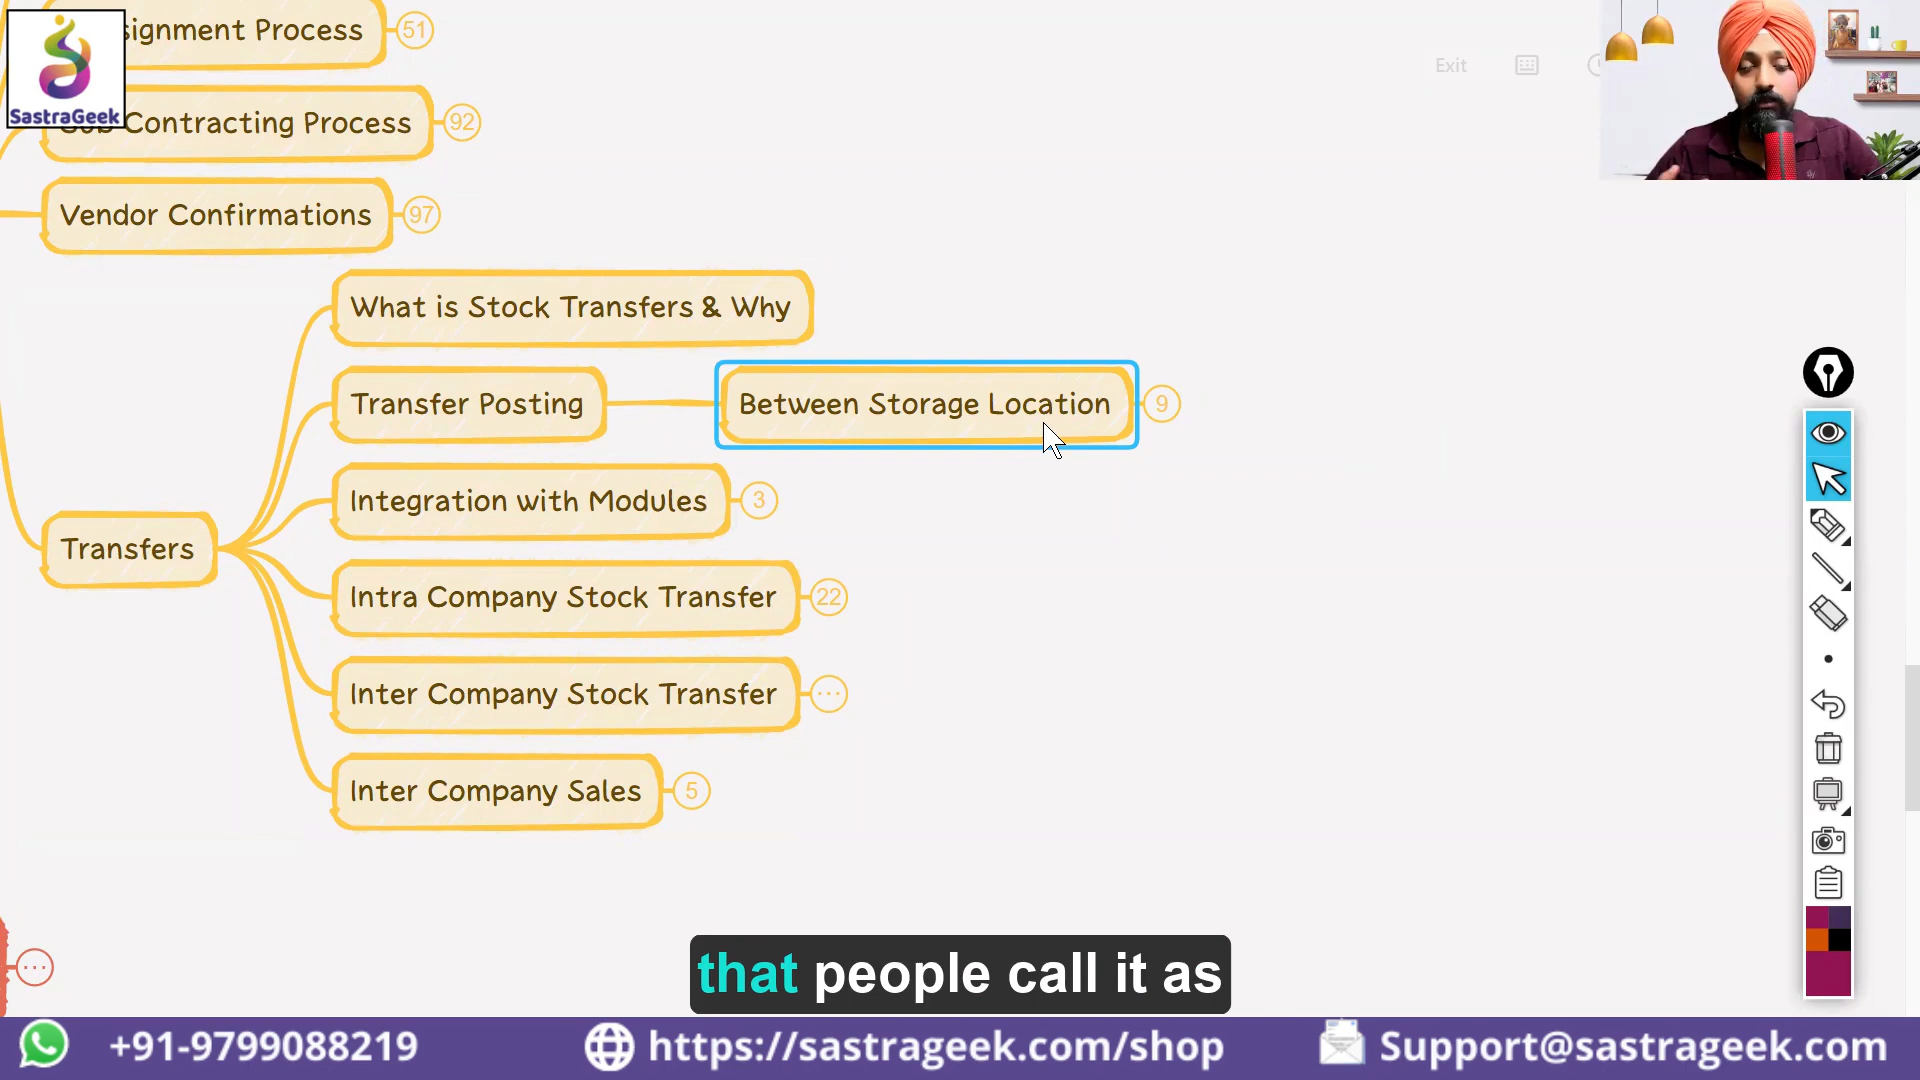 signment Process
51
SastraGeek
Sub Contracting Process
92
Exit
Vendor Confirmations
97
What is Stock Transfers & Why
Transfer Posting
Between Storage Location
9
Integration with Modules
3
Transfers
Intra Company Stock Transfer
22
Inter Company Stock Transfer
Inter Company Sales
5
that people call it as
+91-9799088219
https://sastrageek.com/shop
Support@sastrageek.com